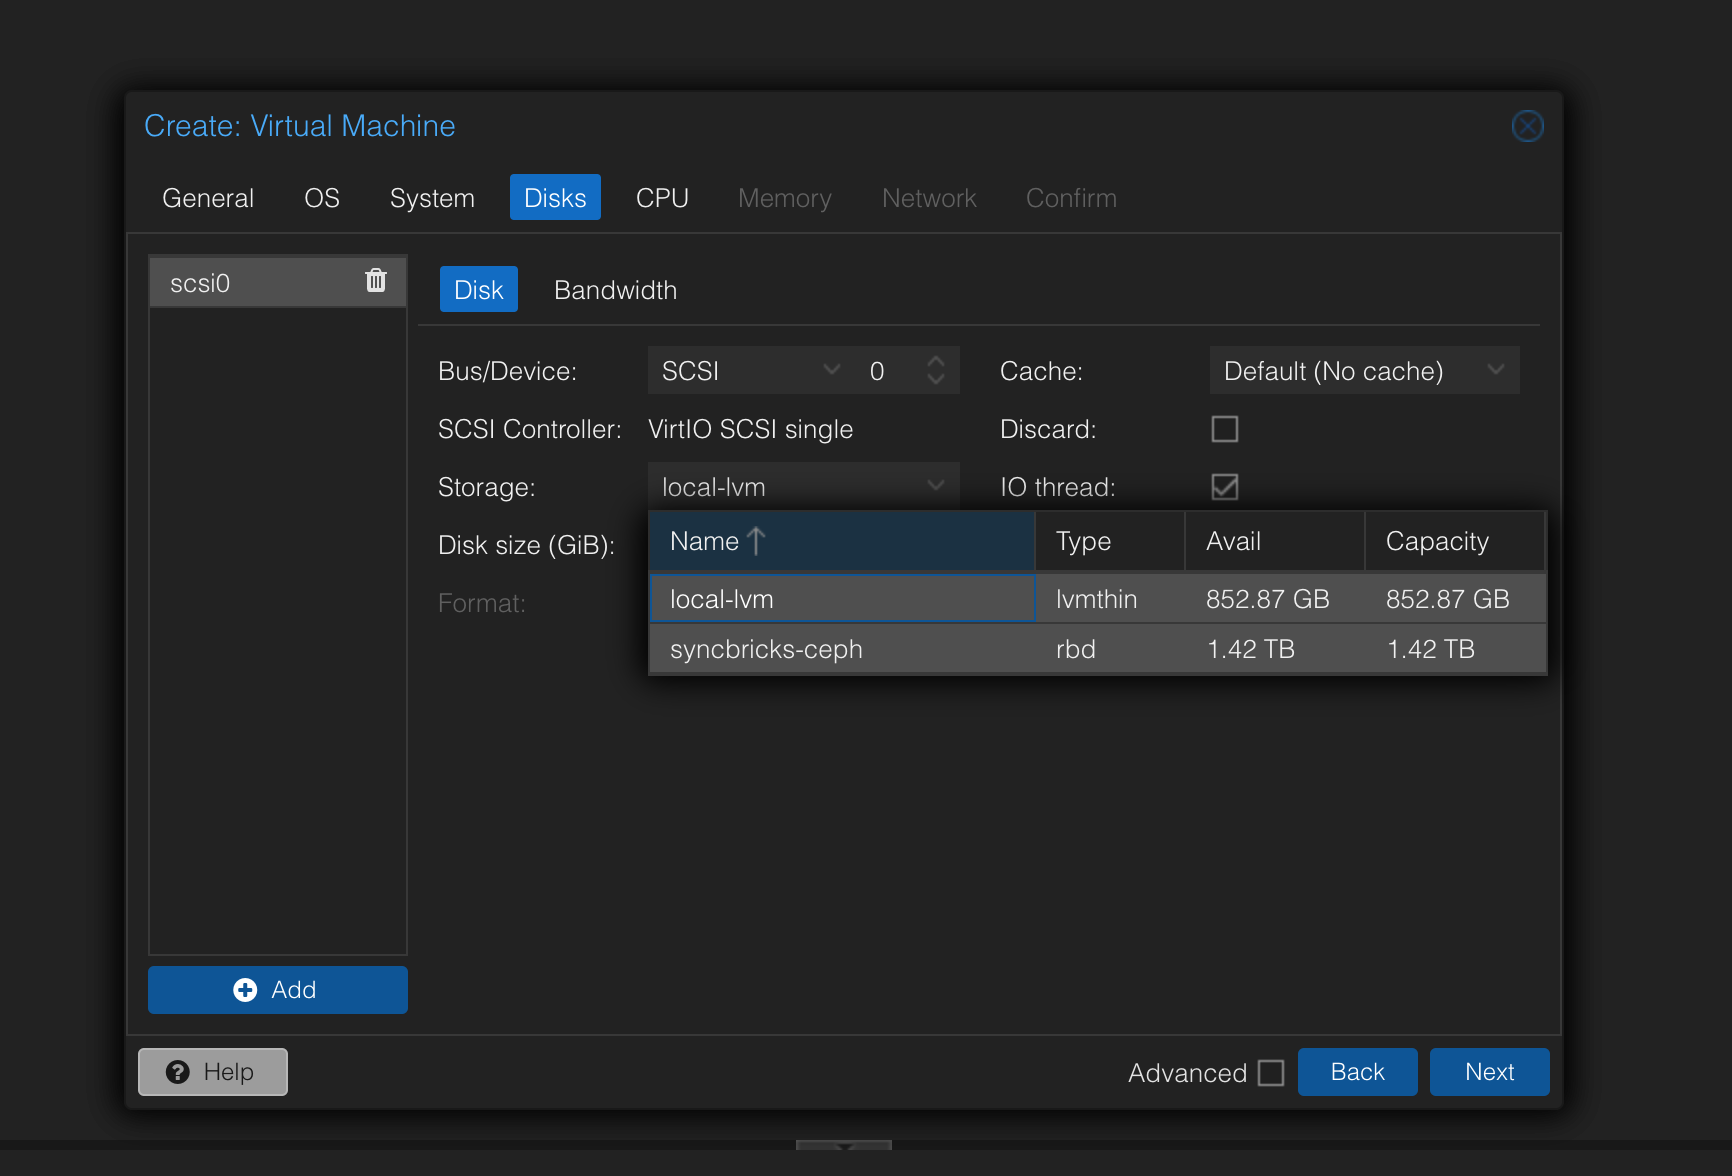 Create: Virtual Machine
General OS System Disks CPU Memory Network Confirm
scsi0
Disk Bandwidth
Bus/Device: SCSI 0 Cache: Default (No cache)
SCSI Controller: VirtIO SCSI single Discard:
Storage: local-lvm IO thread:
Disk size (GiB): Name Type Avail Capacity
Format: local-lvm lvmthin 852.87 GB 852.87 GB
syncbricks-ceph rbd 1.42 TB 1.42 TB
Add
Help Advanced Back Next